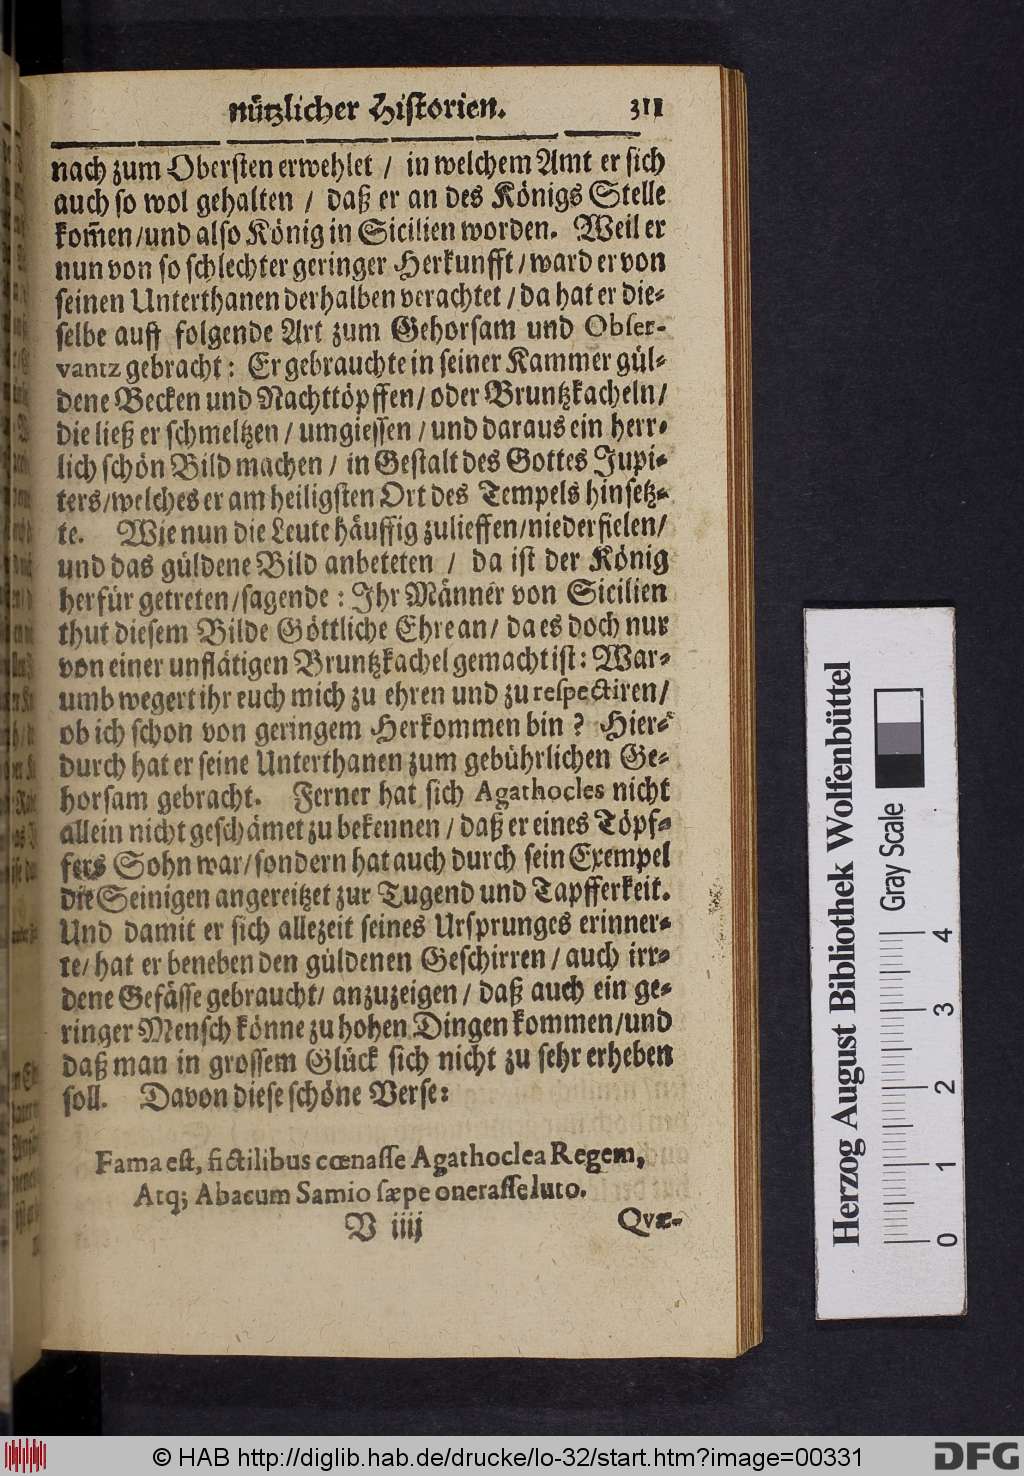 nützlicher Historien. 311
nach zum Obersten erwehlet / in welchem Amt er sich
auch so wol gehalten / daß er an des Königs Stelle
kom̃en/und also König in Sicilien worden. Weil er
nun von so schlechter geringer Herkunfft/ward er von
seinen Unterthanen derhalben verachtet/da hat er die-
selbe auff folgende Art zum Gehorsam und Obser-
vantz gebracht: Er gebrauchte in seiner Kammer gül-
dene Becken und Nachttöpffen/oder Bruntzkacheln/
die ließ er schmeltzen/umgiessen/und daraus ein herr-
lich schön Bild machen/in Gestalt des Gottes Jupi-
ters/welches er am heiligsten Ort des Tempels hinsetz-
te. Wie nun die Leute häuffig zulieffen/niederfielen/
und das güldene Bild anbeteten / da ist der König
herfür getreten/sagende: Ihr Männer von Sicilien
thut diesem Bilde Göttliche Ehre an/da es doch nur
von einer unflätigen Bruntzkachel gemacht ist: War-
umb wegert ihr euch mich zu ehren und zu respectiren/
ob ich schon von geringem Herkommen bin? Hier-
durch hat er seine Unterthanen zum gebührlichen Ge-
horsam gebracht. Ferner hat sich Agathocles nicht
allein nicht geschämet zu bekennen/daß er eines Töpf-
fers Sohn war/sondern hat auch durch sein Exempel
die Seinigen angereitzet zur Tugend und Tapfferkeit.
Und damit er sich allezeit seines Ursprunges erinner-
te/hat er beneben den güldenen Geschirren/auch irr-
dene Gefässe gebraucht/anzuzeigen/daß auch ein ge-
ringer Mensch könne zu hohen Dingen kommen/und
daß man in grossem Glück sich nicht zu sehr erheben
soll. Davon diese schöne Verse:
Fama est, fictilibus cœnasse Agathoclea Regem,
Atq; Abacum Samio sæpe onerasse luto.
V iiij Qvæ-
Herzog August Bibliothek Wolfenbüttel
Gray Scale
0 1 2 3 4
© HAB http://diglib.hab.de/drucke/lo-32/start.htm?image=00331
DFG